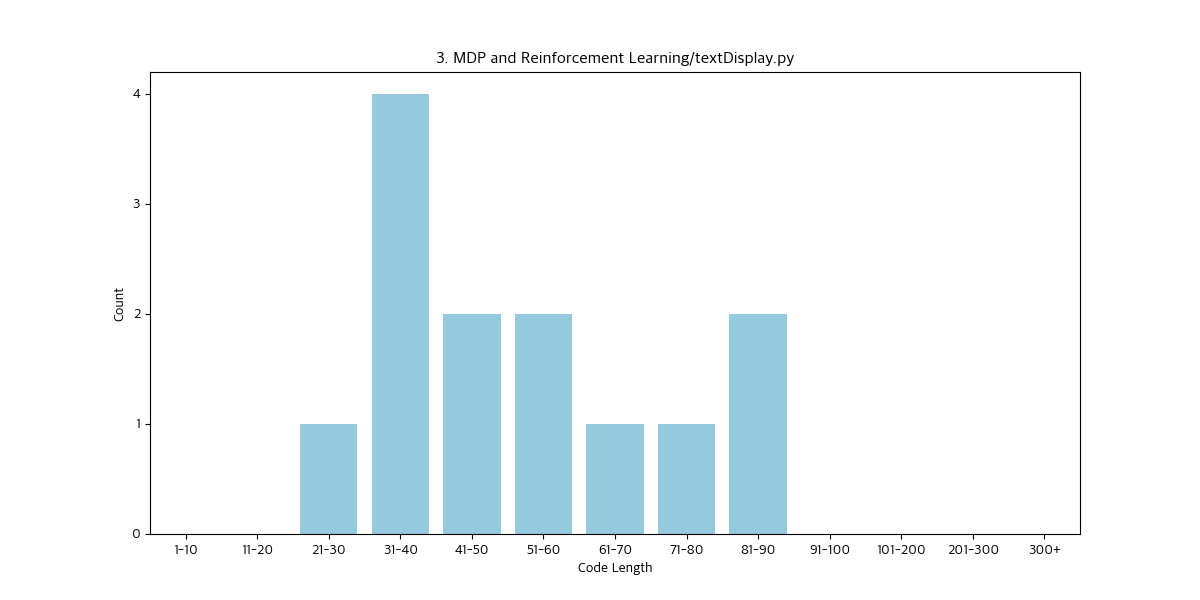 3. MDP and Reinforcement Learning/textDisplay.py
4
3
2
1
0
Count
1-10 11-20 21-30 31-40 41-50 51-60 61-70 71-80 81-90 91-100 101-200 201-300 300+
Code Length